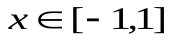 x ∈ [- 1,1]